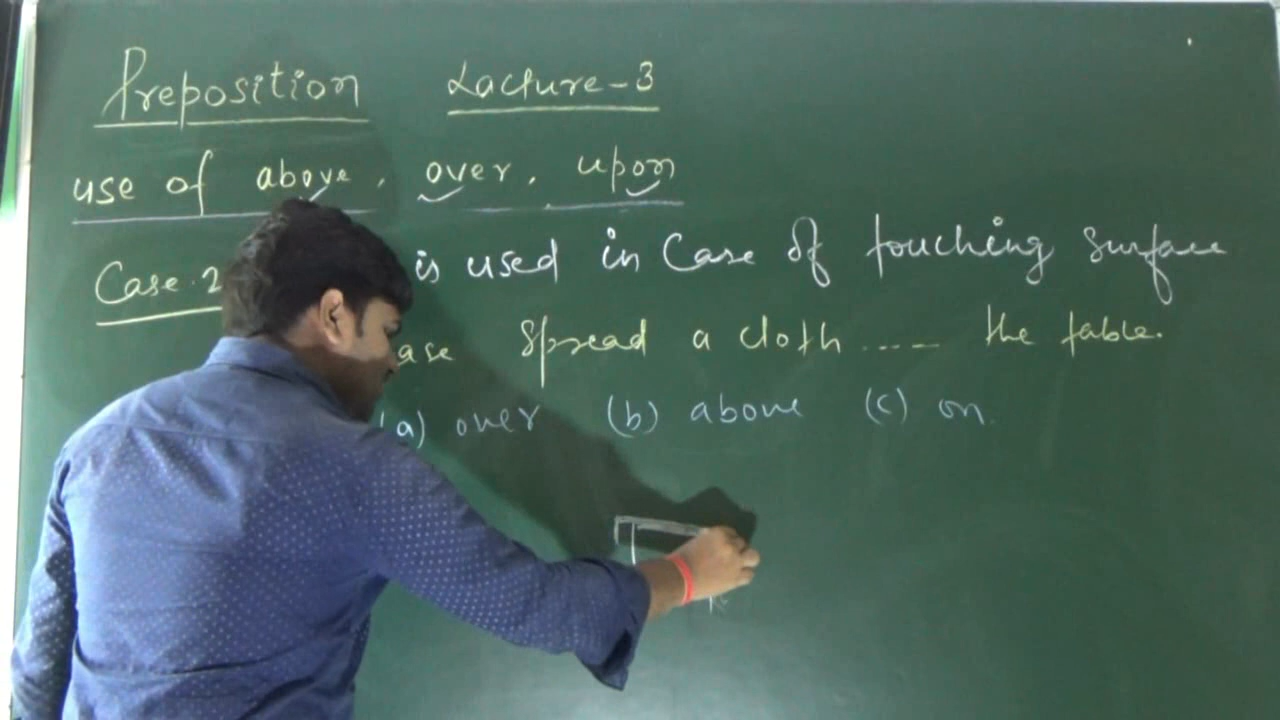 Preposition Lacture-3
use of above, over, upon
Case.2 is used in Case of touching Surface
ase Spread a cloth .... the table.
(a) over (b) above (c) on.